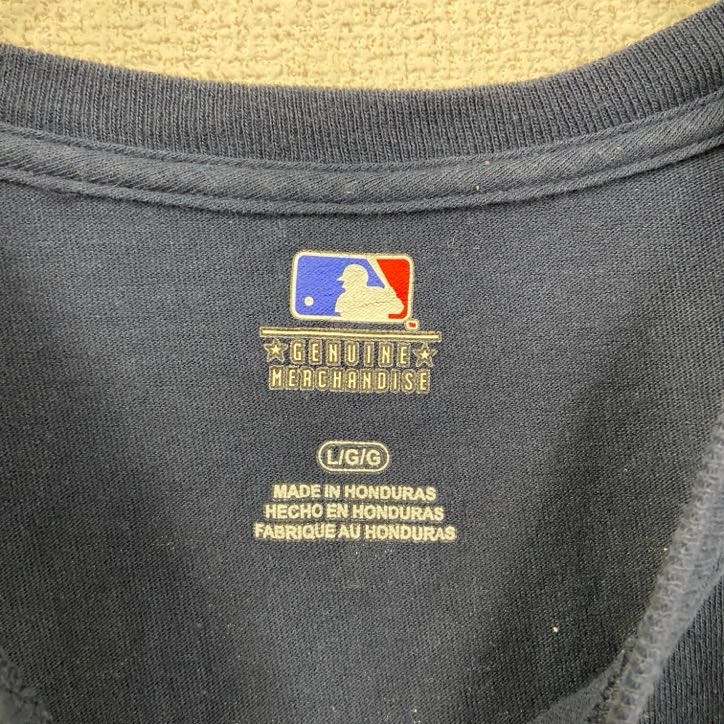 GENUINE
MERCHANDISE
L/G/G
MADE IN HONDURAS
HECHO EN HONDURAS
FABRIQUE AU HONDURAS